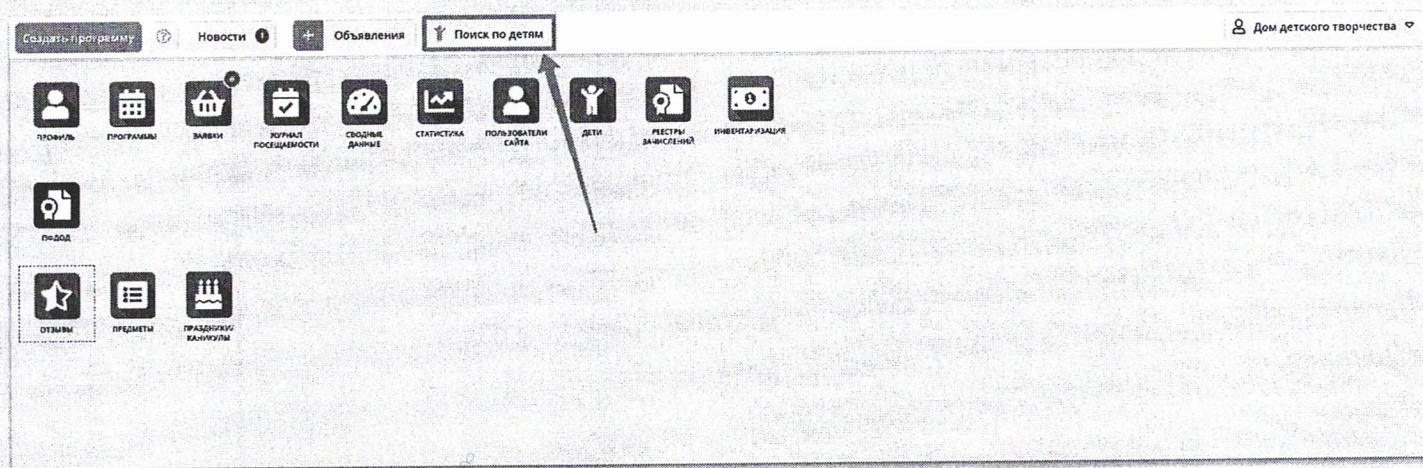 Создать программу
Новости
Объявления
Поиск по детям
Дом детского творчества
ПРОФИЛЬ
ПРОГРАММЫ
ЗАЯВКИ
ЖУРНАЛ
ПОСЕЩАЕМОСТИ
СВОДНЫЕ
ДАННЫЕ
СТАТИСТИКА
ПОЛЬЗОВАТЕЛИ
САЙТА
ДЕТИ
РЕЕСТРЫ
ЗАЧИСЛЕНИЙ
ИНВЕНТАРИЗАЦИЯ
ОТЗЫВЫ
ПРЕДМЕТЫ
ПРАЗДНИКИ/
КАНИКУЛЫ